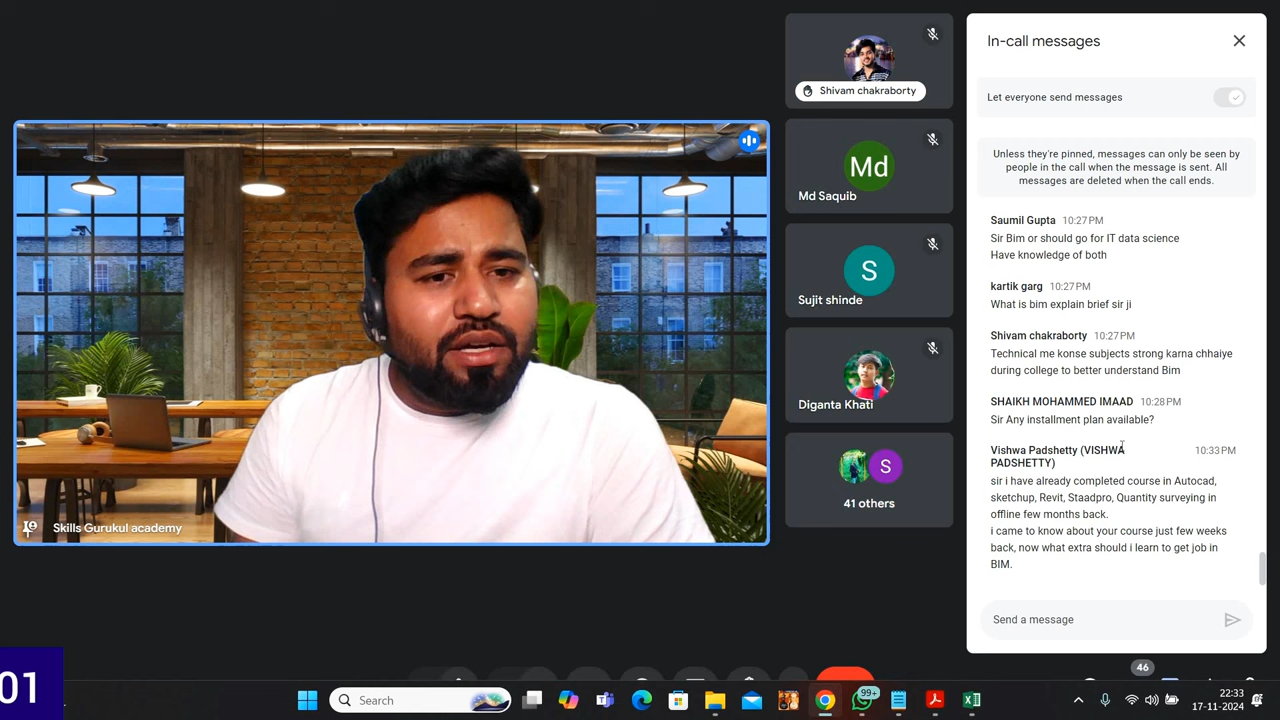 Shivam chakraborty
Md
Md Saquib
S
Sujit shinde
Diganta Khati
S
41 others
Skills Gurukul academy
In-call messages
Let everyone send messages
Unless they're pinned, messages can only be seen by
people in the call when the message is sent. All
messages are deleted when the call ends.
Saumil Gupta 10:27 PM
Sir Bim or should go for IT data science
Have knowledge of both
kartik garg 10:27 PM
What is bim explain brief sir ji
Shivam chakraborty 10:27 PM
Technical me konse subjects strong karna chhaiye
during college to better understand Bim
SHAIKH MOHAMMED IMAAD 10:28 PM
Sir Any installment plan available?
Vishwa Padshetty (VISHWA 10:33 PM
PADSHETTY)
sir i have already completed course in Autocad,
sketchup, Revit, Staadpro, Quantity surveying in
offline few months back.
i came to know about your course just few weeks
back, now what extra should i learn to get job in
BIM.
Send a message
46
01
Search
99+
22:33
17-11-2024